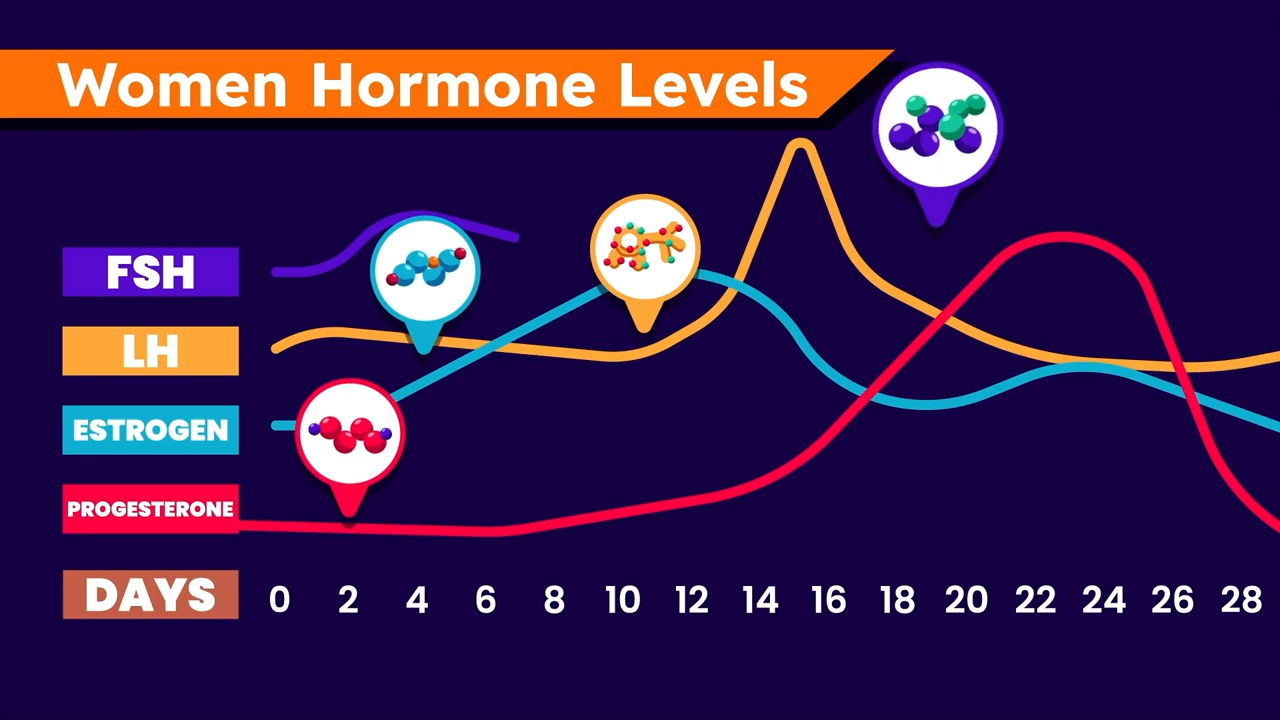 Women Hormone Levels
FSH
LH
ESTROGEN
PROGESTERONE
DAYS 0 2 4 6 8 10 12 14 16 18 20 22 24 26 28